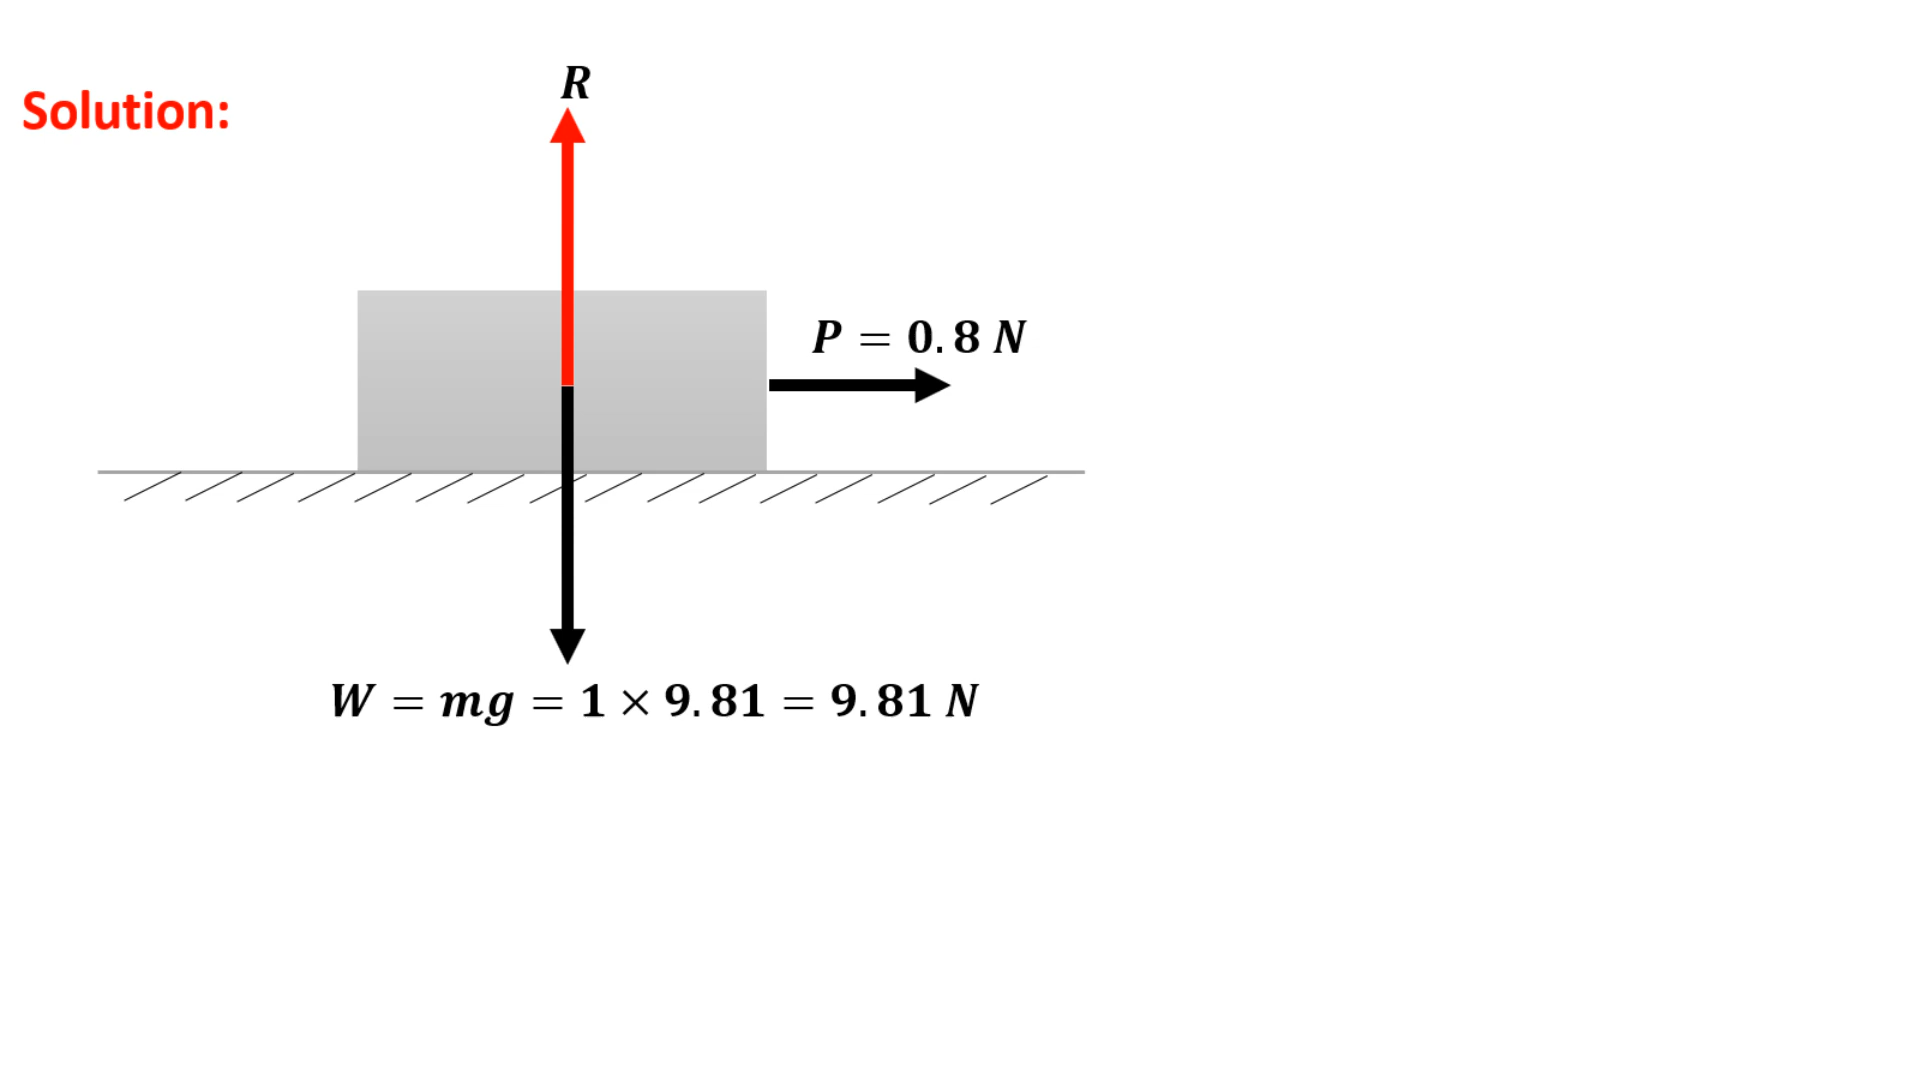 R
Solution:
P = 0.8 N
W = mg = 1 × 9.81 = 9.81 N